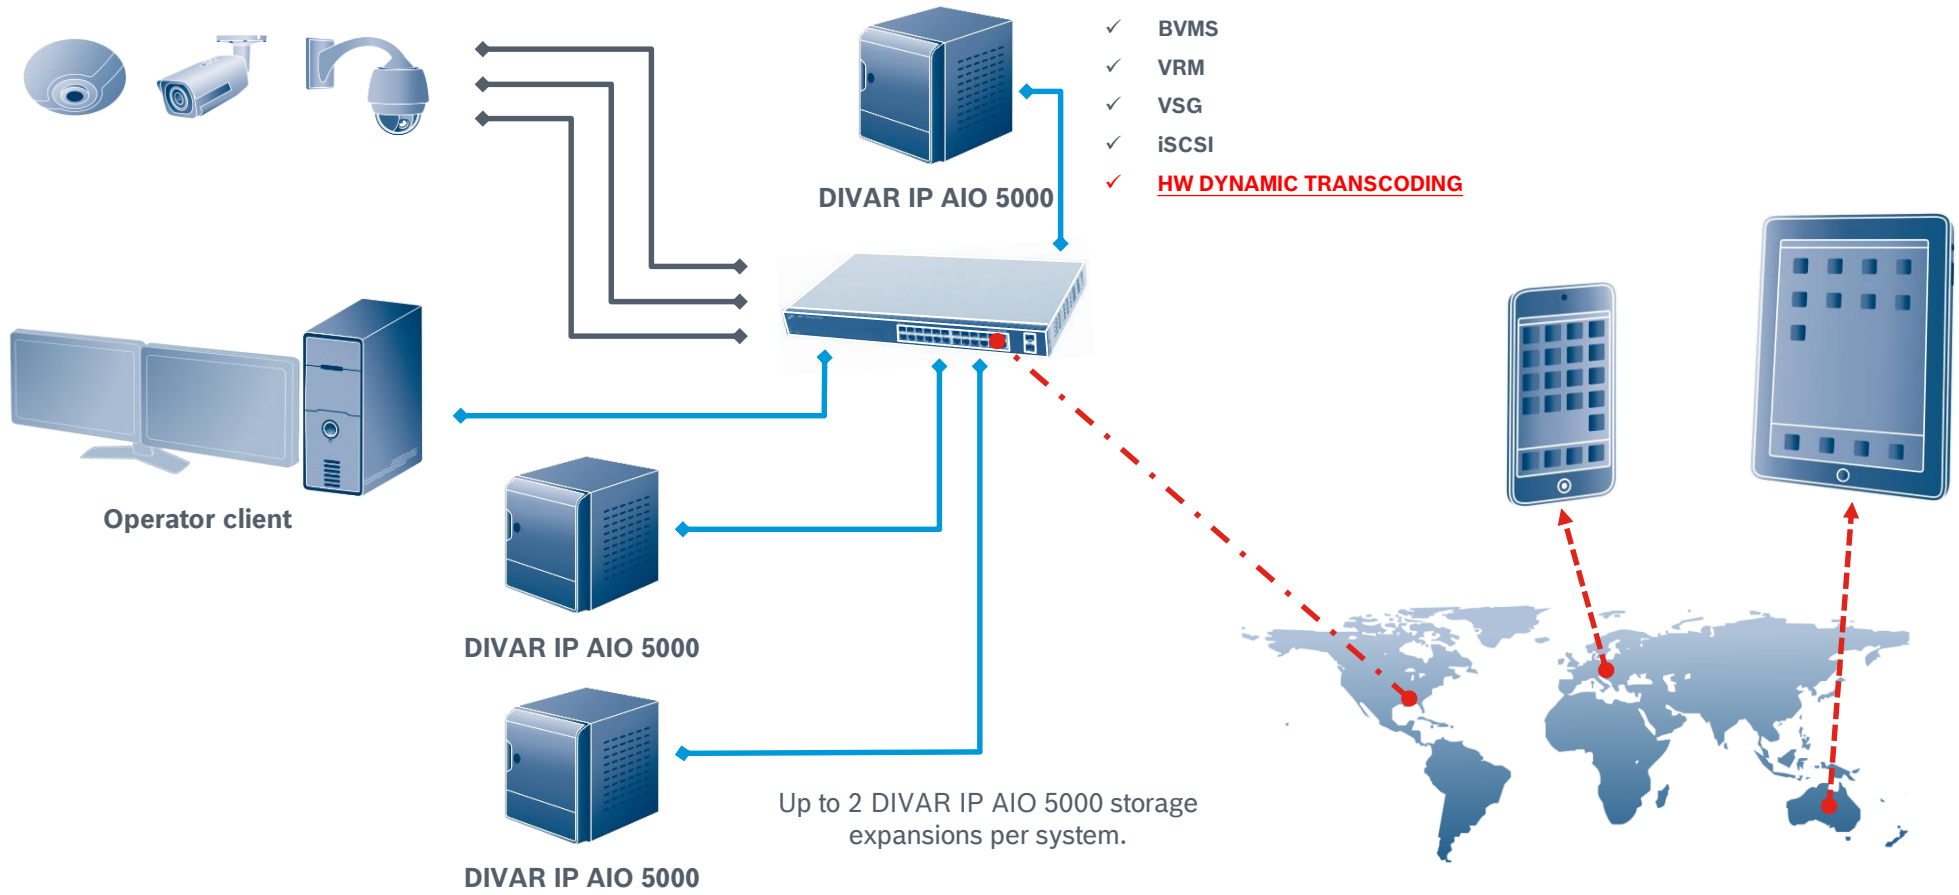 BVMS
VRM
VSG
iSCSI
HW DYNAMIC TRANSCODING
DIVAR IP AIO 5000
Operator client
DIVAR IP AIO 5000
DIVAR IP AIO 5000
Up to 2 DIVAR IP AIO 5000 storage
expansions per system.